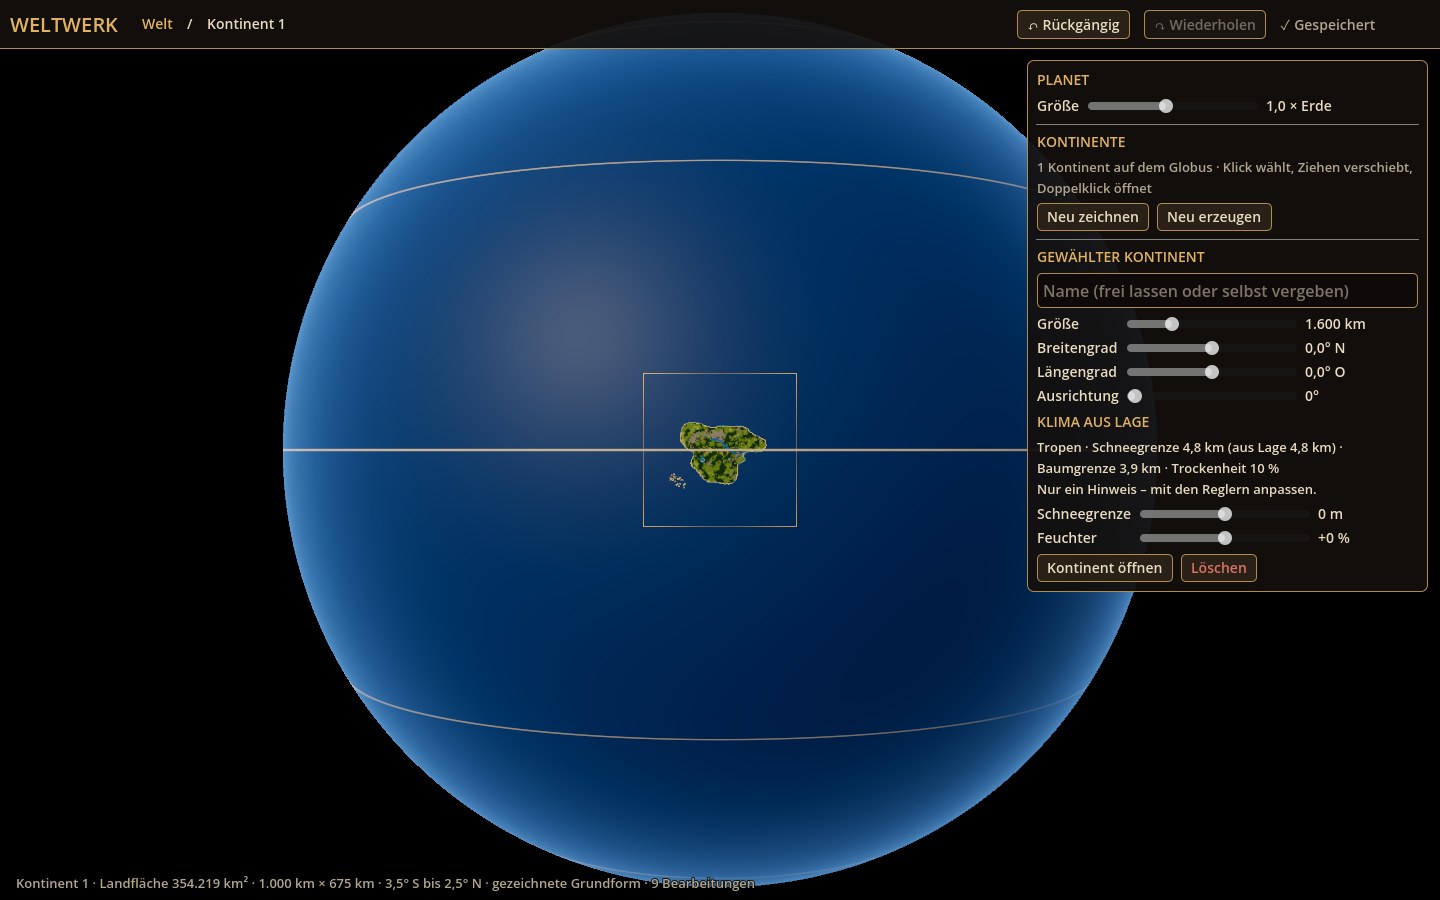 WELTWERK Welt / Kontinent 1 Rückgängig Wiederholen ✓ Gespeichert
PLANET
Größe 1,0 × Erde
KONTINENTE
1 Kontinent auf dem Globus · Klick wählt, Ziehen verschiebt,
Doppelklick öffnet
Neu zeichnen Neu erzeugen
GEWÄHLTER KONTINENT
Name (frei lassen oder selbst vergeben)
Größe 1.600 km
Breitengrad 0,0° N
Längengrad 0,0° O
Ausrichtung 0°
KLIMA AUS LAGE
Tropen · Schneegrenze 4,8 km (aus Lage 4,8 km) ·
Baumgrenze 3,9 km · Trockenheit 10 %
Nur ein Hinweis – mit den Reglern anpassen.
Schneegrenze 0 m
Feuchter +0 %
Kontinent öffnen Löschen
Kontinent 1 · Landfläche 354.219 km² · 1.000 km × 675 km · 3,5° S bis 2,5° N · gezeichnete Grundform · 9 Bearbeitungen